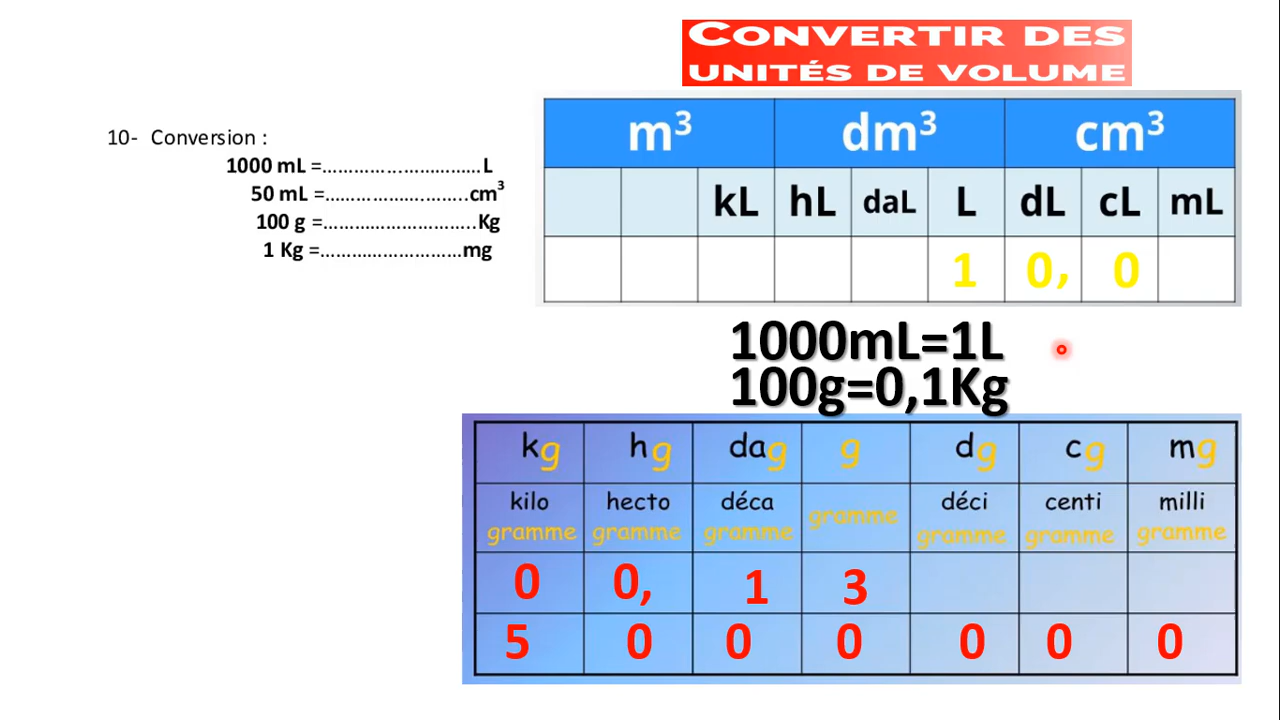 CONVERTIR DES
UNITÉS DE VOLUME
10- Conversion :
1000 mL =..............................L
50 mL =...........................cm³
100 g =.............................Kg
1 Kg =...........................mg
m³ dm³ cm³
kL hL daL L dL cL mL
1 0, 0
1000mL=1L
100g=0,1Kg
kg hg dag g dg cg mg
kilo hecto déca gramme déci centi milli
gramme gramme gramme gramme gramme gramme
0 0, 1 3
5 0 0 0 0 0 0